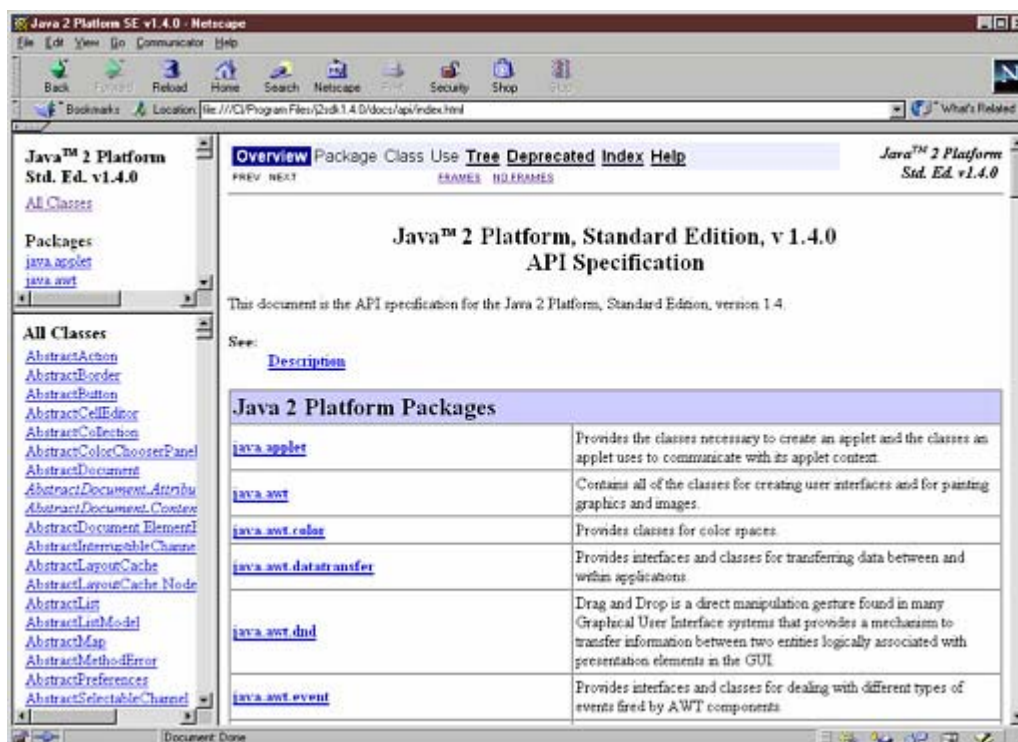 Java 2 Platform SE v1.4.0 - Netscape
File Edit View Go Communicator Help
Back Forward Reload Home Search Netscape Print Security Shop Stop
Bookmarks Location: file:///C|/Program Files/j2sdk1.4.0/docs/api/index.html What's Related
Java™ 2 Platform
Std. Ed. v1.4.0
All Classes
Packages
java.applet
java.awt
All Classes
AbstractAction
AbstractBorder
AbstractButton
AbstractCellEditor
AbstractCollection
AbstractColorChooserPanel
AbstractDocument
AbstractDocument.Attribu
AbstractDocument.Conten
AbstractDocument.ElementE
AbstractInterruptibleChanne
AbstractLayoutCache
AbstractLayoutCache.Node
AbstractList
AbstractListModel
AbstractMap
AbstractMethodError
AbstractPreferences
AbstractSelectableChannel
Overview Package Class Use Tree Deprecated Index Help
PREV NEXT FRAMES NO FRAMES
Java™ 2 Platform
Std. Ed. v1.4.0
Java™ 2 Platform, Standard Edition, v 1.4.0
API Specification
This document is the API specification for the Java 2 Platform, Standard Edition, version 1.4.
See:
Description
Java 2 Platform Packages
java.applet
Provides the classes necessary to create an applet and the classes an
applet uses to communicate with its applet context.
java.awt
Contains all of the classes for creating user interfaces and for painting
graphics and images.
java.awt.color
Provides classes for color spaces.
java.awt.datatransfer
Provides interfaces and classes for transferring data between and
within applications.
java.awt.dnd
Drag and Drop is a direct manipulation gesture found in many
Graphical User Interface systems that provides a mechanism to
transfer information between two entities logically associated with
presentation elements in the GUI.
java.awt.event
Provides interfaces and classes for dealing with different types of
events fired by AWT components.
Document: Done